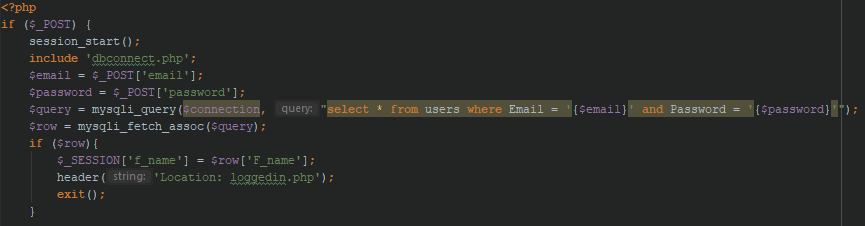 <?php
if ($_POST) {
session_start();
include 'dbconnect.php';
$email = $_POST['email'];
$password = $_POST['password'];
$query = mysqli_query($connection, query: "select * from users where Email = '{$email}' and Password = '{$password}'");
$row = mysqli_fetch_assoc($query);
if ($row){
$_SESSION['f_name'] = $row['F_name'];
header( string: 'Location: loggedin.php');
exit();
}